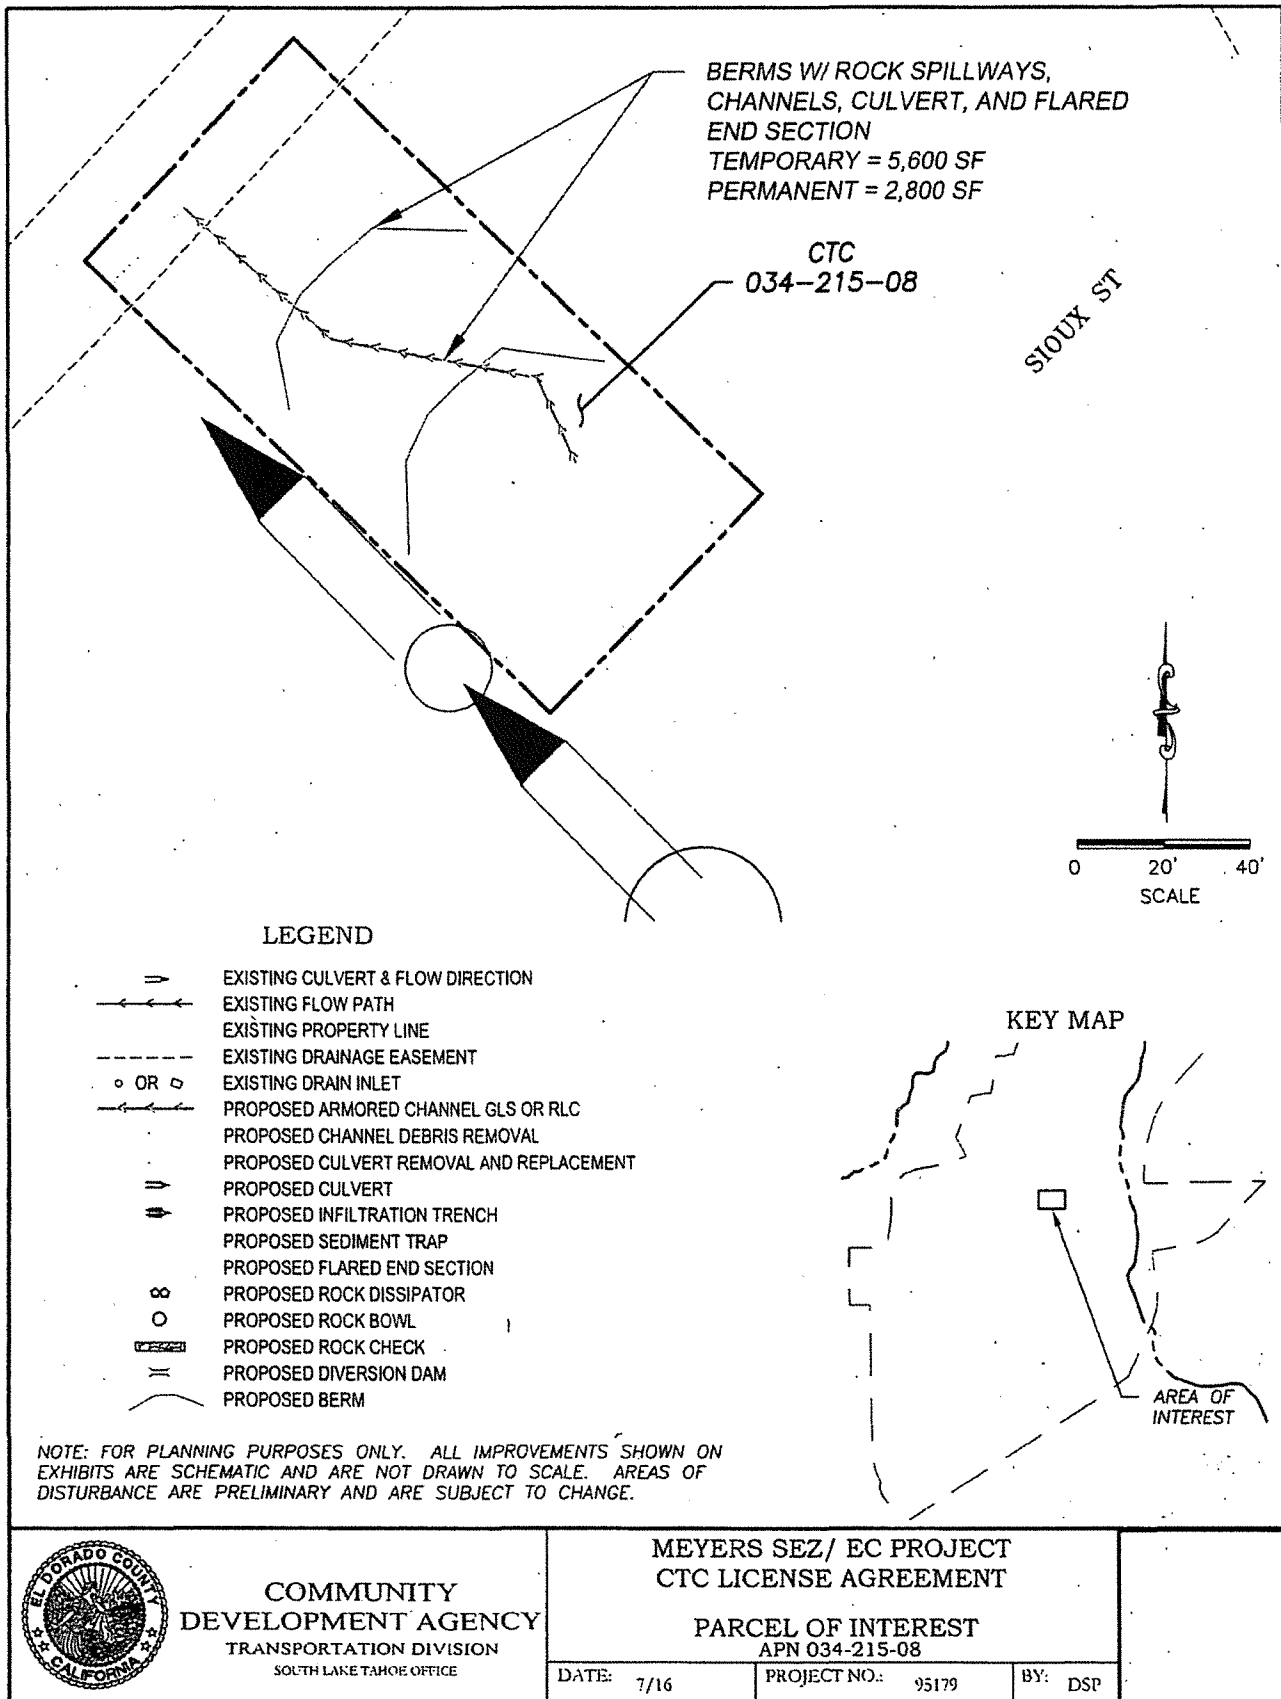 BERMS W/ ROCK SPILLWAYS,
CHANNELS, CULVERT, AND FLARED
END SECTION
TEMPORARY = 5,600 SF
PERMANENT = 2,800 SF
CTC
034-215-08
SIOUX ST
0 20' 40'
SCALE
LEGEND
EXISTING CULVERT & FLOW DIRECTION
EXISTING FLOW PATH
EXISTING PROPERTY LINE
EXISTING DRAINAGE EASEMENT
OR EXISTING DRAIN INLET
PROPOSED ARMORED CHANNEL GLS OR RLC
PROPOSED CHANNEL DEBRIS REMOVAL
PROPOSED CULVERT REMOVAL AND REPLACEMENT
PROPOSED CULVERT
PROPOSED INFILTRATION TRENCH
PROPOSED SEDIMENT TRAP
PROPOSED FLARED END SECTION
PROPOSED ROCK DISSIPATOR
PROPOSED ROCK BOWL
PROPOSED ROCK CHECK
PROPOSED DIVERSION DAM
PROPOSED BERM
KEY MAP
AREA OF
INTEREST
NOTE: FOR PLANNING PURPOSES ONLY. ALL IMPROVEMENTS SHOWN ON
EXHIBITS ARE SCHEMATIC AND ARE NOT DRAWN TO SCALE. AREAS OF
DISTURBANCE ARE PRELIMINARY AND ARE SUBJECT TO CHANGE.
EL DORADO COUNTY
CALIFORNIA
COMMUNITY
DEVELOPMENT AGENCY
TRANSPORTATION DIVISION
SOUTH LAKE TAHOE OFFICE
MEYERS SEZ/ EC PROJECT
CTC LICENSE AGREEMENT
PARCEL OF INTEREST
APN 034-215-08
DATE: 7/16
PROJECT NO.: 95179
BY: DSP